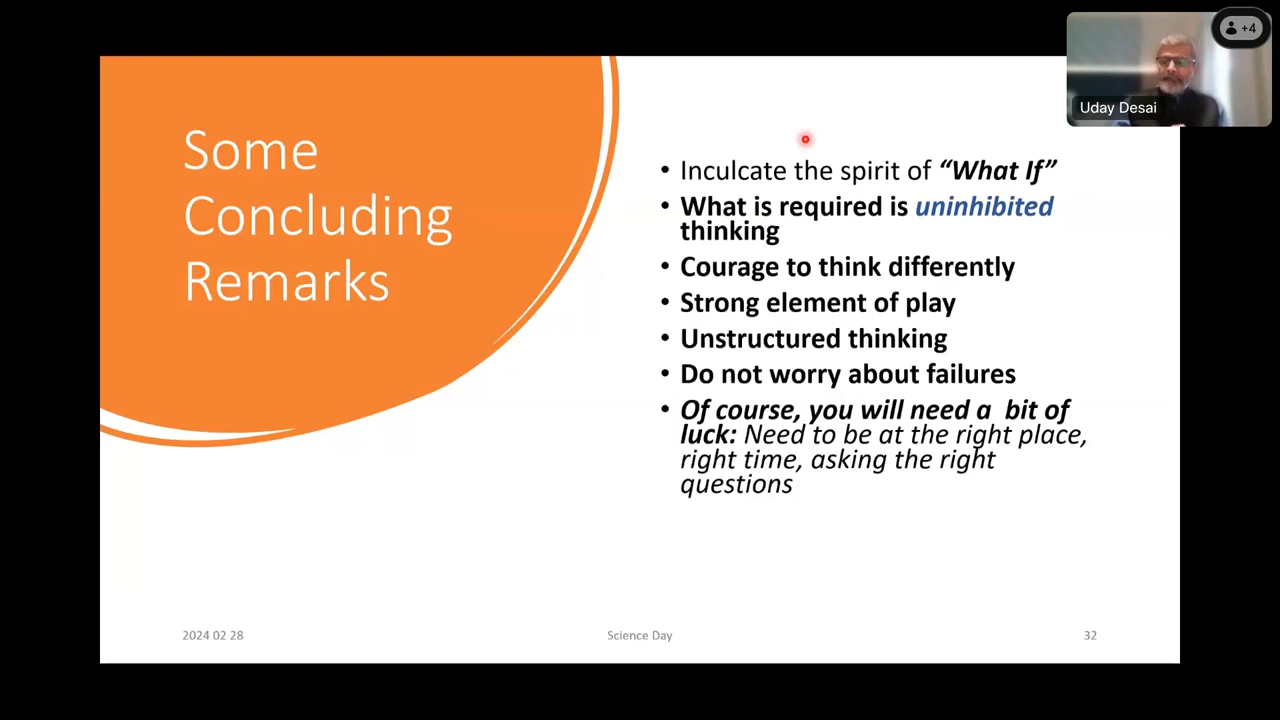 Some
Concluding
Remarks
• Inculcate the spirit of “What If”
• What is required is uninhibited
thinking
• Courage to think differently
• Strong element of play
• Unstructured thinking
• Do not worry about failures
• Of course, you will need a  bit of
luck: Need to be at the right place,
right time, asking the right
questions
2024 02 28
Science Day
32
+4
Uday Desai